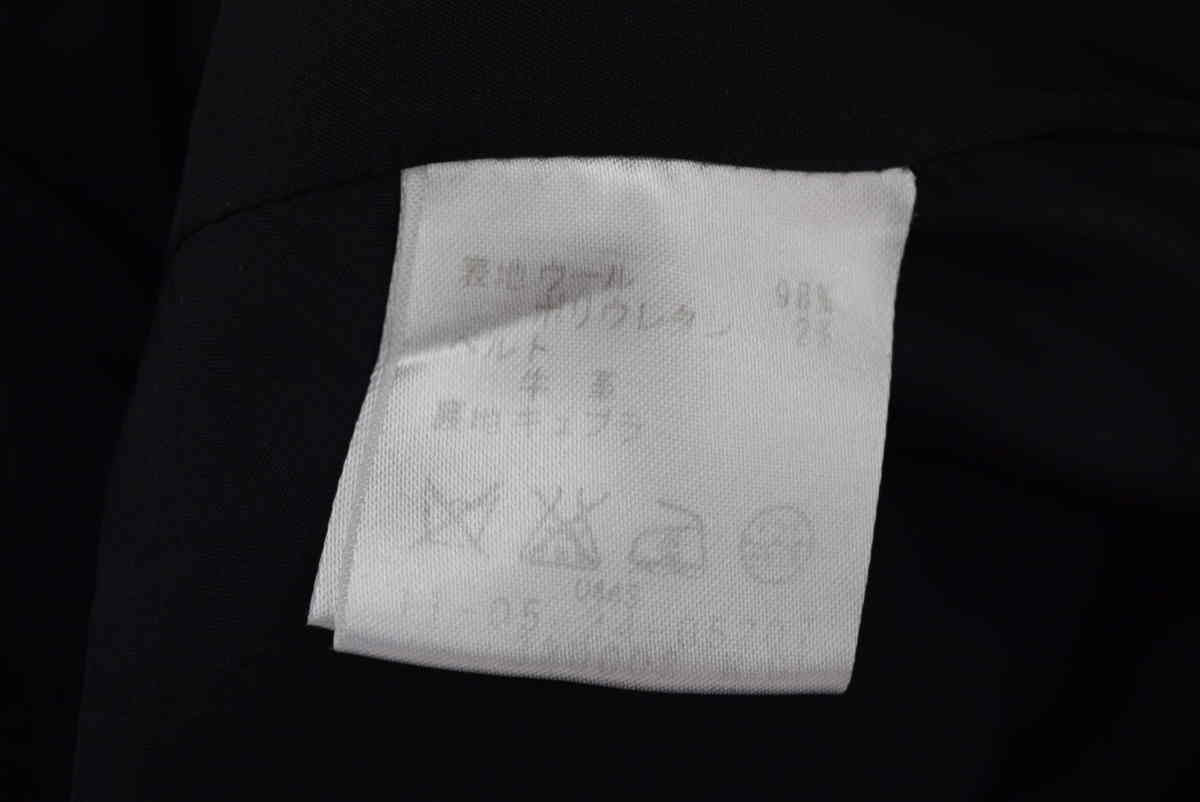 表地ウール 98%
ポリウレタン 2%
ベルト
牛 革
裏地キュプラ